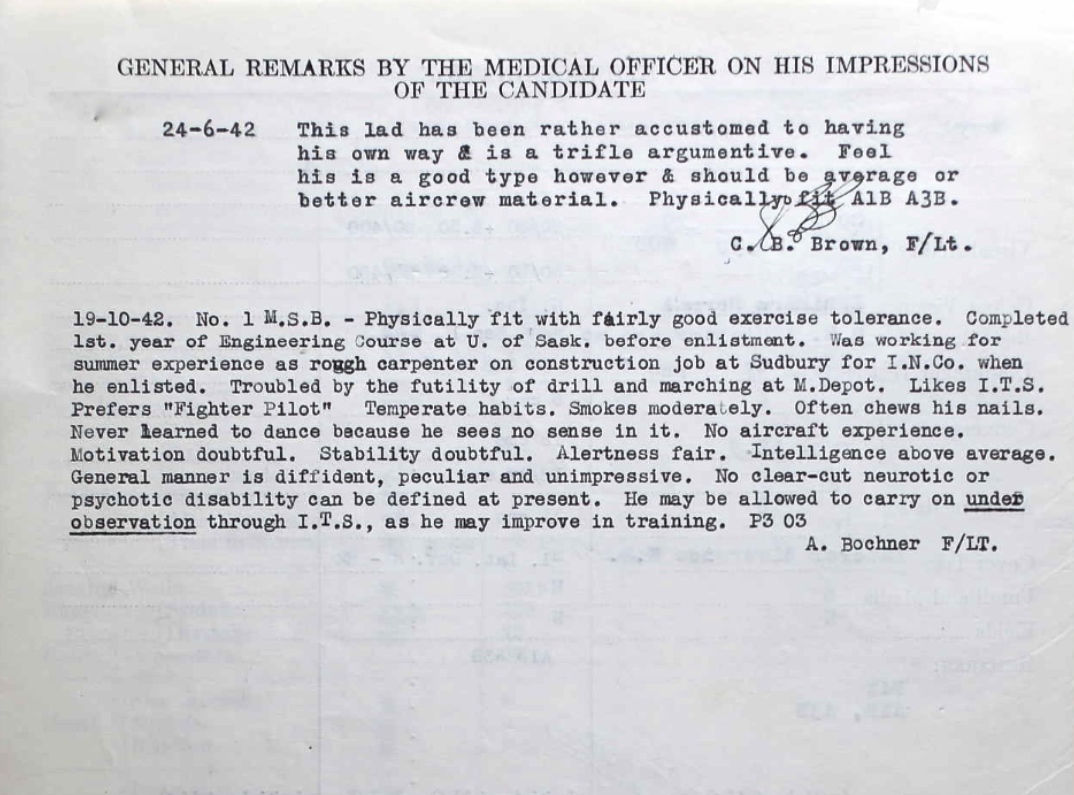 GENERAL REMARKS BY THE MEDICAL OFFICER ON HIS IMPRESSIONS
OF THE CANDIDATE
24-6-42 This lad has been rather accustomed to having
his own way & is a trifle argumentive. Feel
his is a good type however & should be average or
better aircrew material. Physically fit A1B A3B.
C. B. Brown, F/Lt.
19-10-42. No. 1 M.S.B. - Physically fit with fairly good exercise tolerance. Completed
1st. year of Engineering Course at U. of Sask. before enlistment. Was working for
summer experience as rough carpenter on construction job at Sudbury for I.N.Co. when
he enlisted. Troubled by the futility of drill and marching at M.Depot. Likes I.T.S.
Prefers "Fighter Pilot" Temperate habits. Smokes moderately. Often chews his nails.
Never learned to dance bacause he sees no sense in it. No aircraft experience.
Motivation doubtful. Stability doubtful. Alertness fair. Intelligence above average.
General manner is diffident, peculiar and unimpressive. No clear-cut neurotic or
psychotic disability can be defined at present. He may be allowed to carry on under
observation through I.T.S., as he may improve in training. P3 03
A. Bochner F/LT.